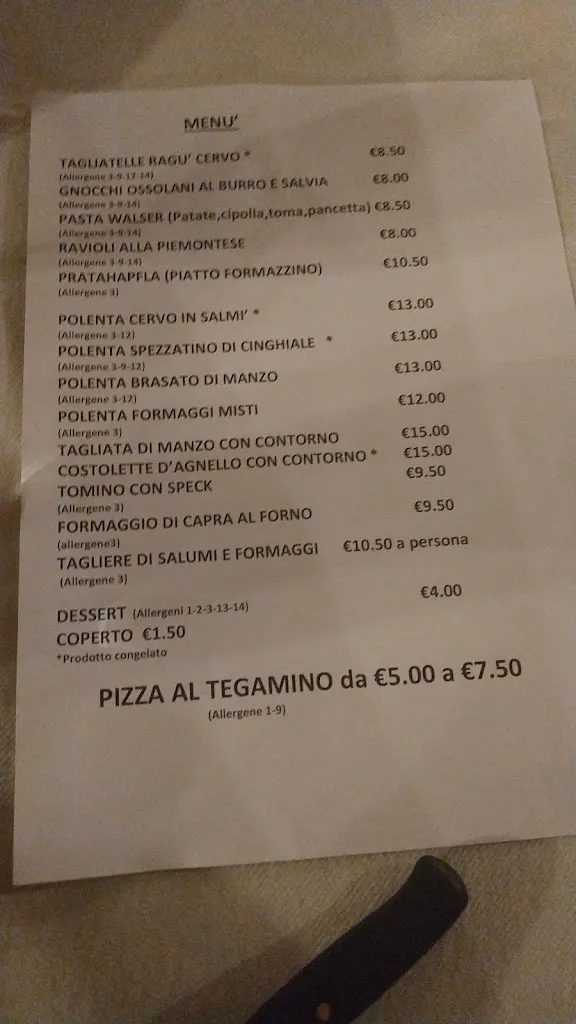 MENU'
TAGLIATELLE RAGU' CERVO * €8.50
(Allergene 3-9-12-14)
GNOCCHI OSSOLANI AL BURRO E SALVIA €8.00
(Allergene 3-9-14)
PASTA WALSER (Patate,cipolla,toma,pancetta) €8.50
(Allergene 3-9-14)
RAVIOLI ALLA PIEMONTESE €8.00
(Allergene 3-9-14)
PRATAHAPFLA (PIATTO FORMAZZINO) €10.50
(Allergene 3)
POLENTA CERVO IN SALMI' * €13.00
(Allergene 3-12)
POLENTA SPEZZATINO DI CINGHIALE * €13.00
(Allergene 3-9-12)
POLENTA BRASATO DI MANZO €13.00
(Allergene 3-12)
POLENTA FORMAGGI MISTI €12.00
(Allergene 3)
TAGLIATA DI MANZO CON CONTORNO €15.00
COSTOLETTE D'AGNELLO CON CONTORNO * €15.00
TOMINO CON SPECK €9.50
(Allergene 3)
FORMAGGIO DI CAPRA AL FORNO €9.50
(allergene3)
TAGLIERE DI SALUMI E FORMAGGI €10.50 a persona
(Allergene 3)
DESSERT (Allergeni 1-2-3-13-14) €4.00
COPERTO €1.50
*Prodotto congelato
PIZZA AL TEGAMINO da €5.00 a €7.50
(Allergene 1-9)